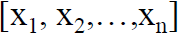 [x₁, x₂,…,xₙ]